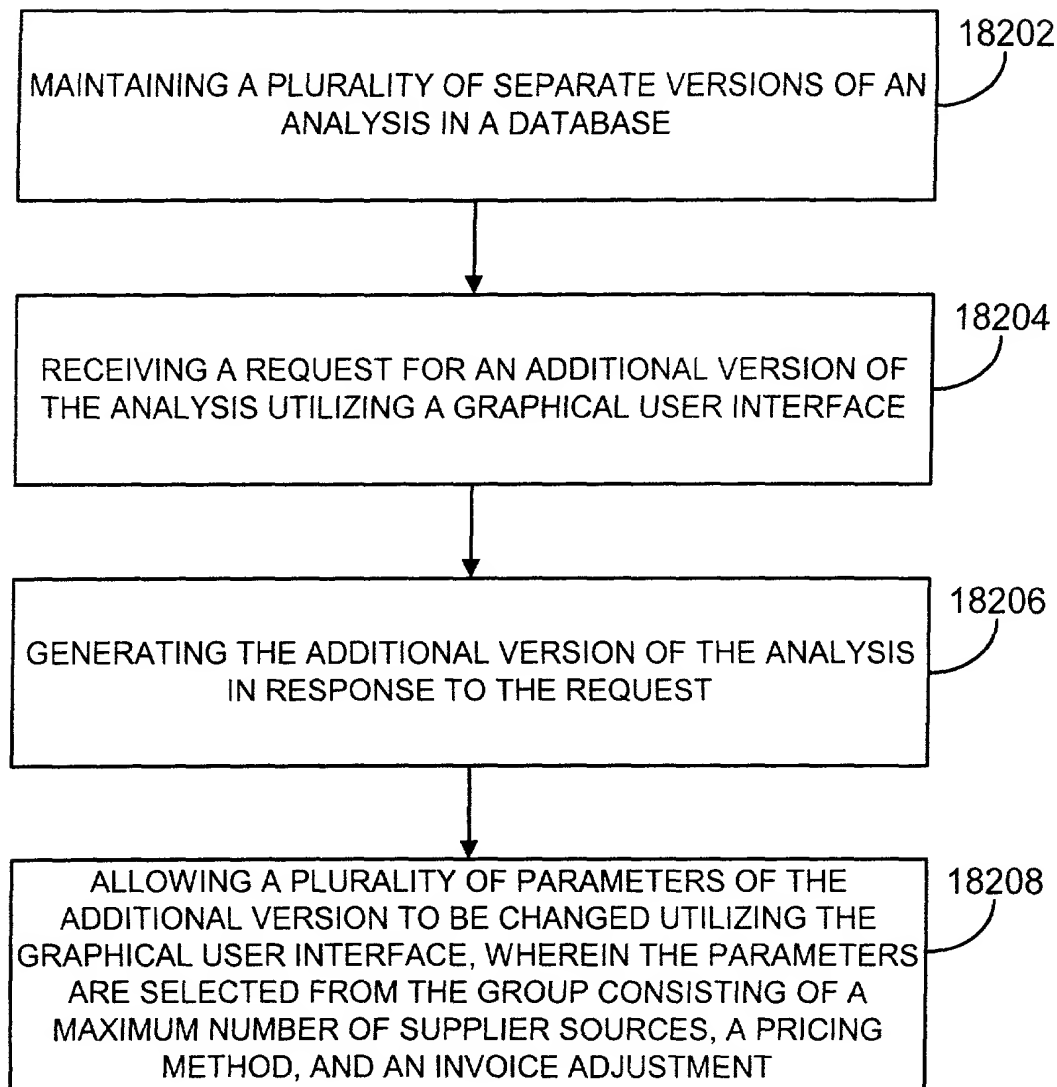 18202
MAINTAINING A PLURALITY OF SEPARATE VERSIONS OF AN
ANALYSIS IN A DATABASE
18204
RECEIVING A REQUEST FOR AN ADDITIONAL VERSION OF
THE ANALYSIS UTILIZING A GRAPHICAL USER INTERFACE
18206
GENERATING THE ADDITIONAL VERSION OF THE ANALYSIS
IN RESPONSE TO THE REQUEST
18208
ALLOWING A PLURALITY OF PARAMETERS OF THE
ADDITIONAL VERSION TO BE CHANGED UTILIZING THE
GRAPHICAL USER INTERFACE, WHEREIN THE PARAMETERS
ARE SELECTED FROM THE GROUP CONSISTING OF A
MAXIMUM NUMBER OF SUPPLIER SOURCES, A PRICING
METHOD, AND AN INVOICE ADJUSTMENT